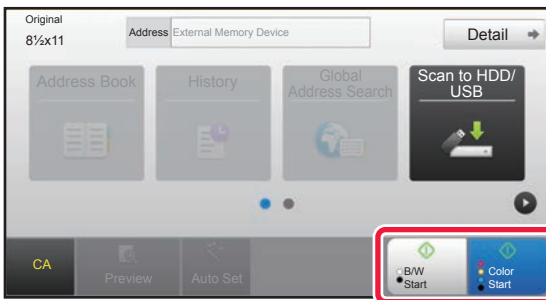 Original
8½x11
Address External Memory Device
Detail
Address Book
History
Global
Address Search
Scan to HDD/
USB
CA
Preview
Auto Set
B/W
Start
Color
Start